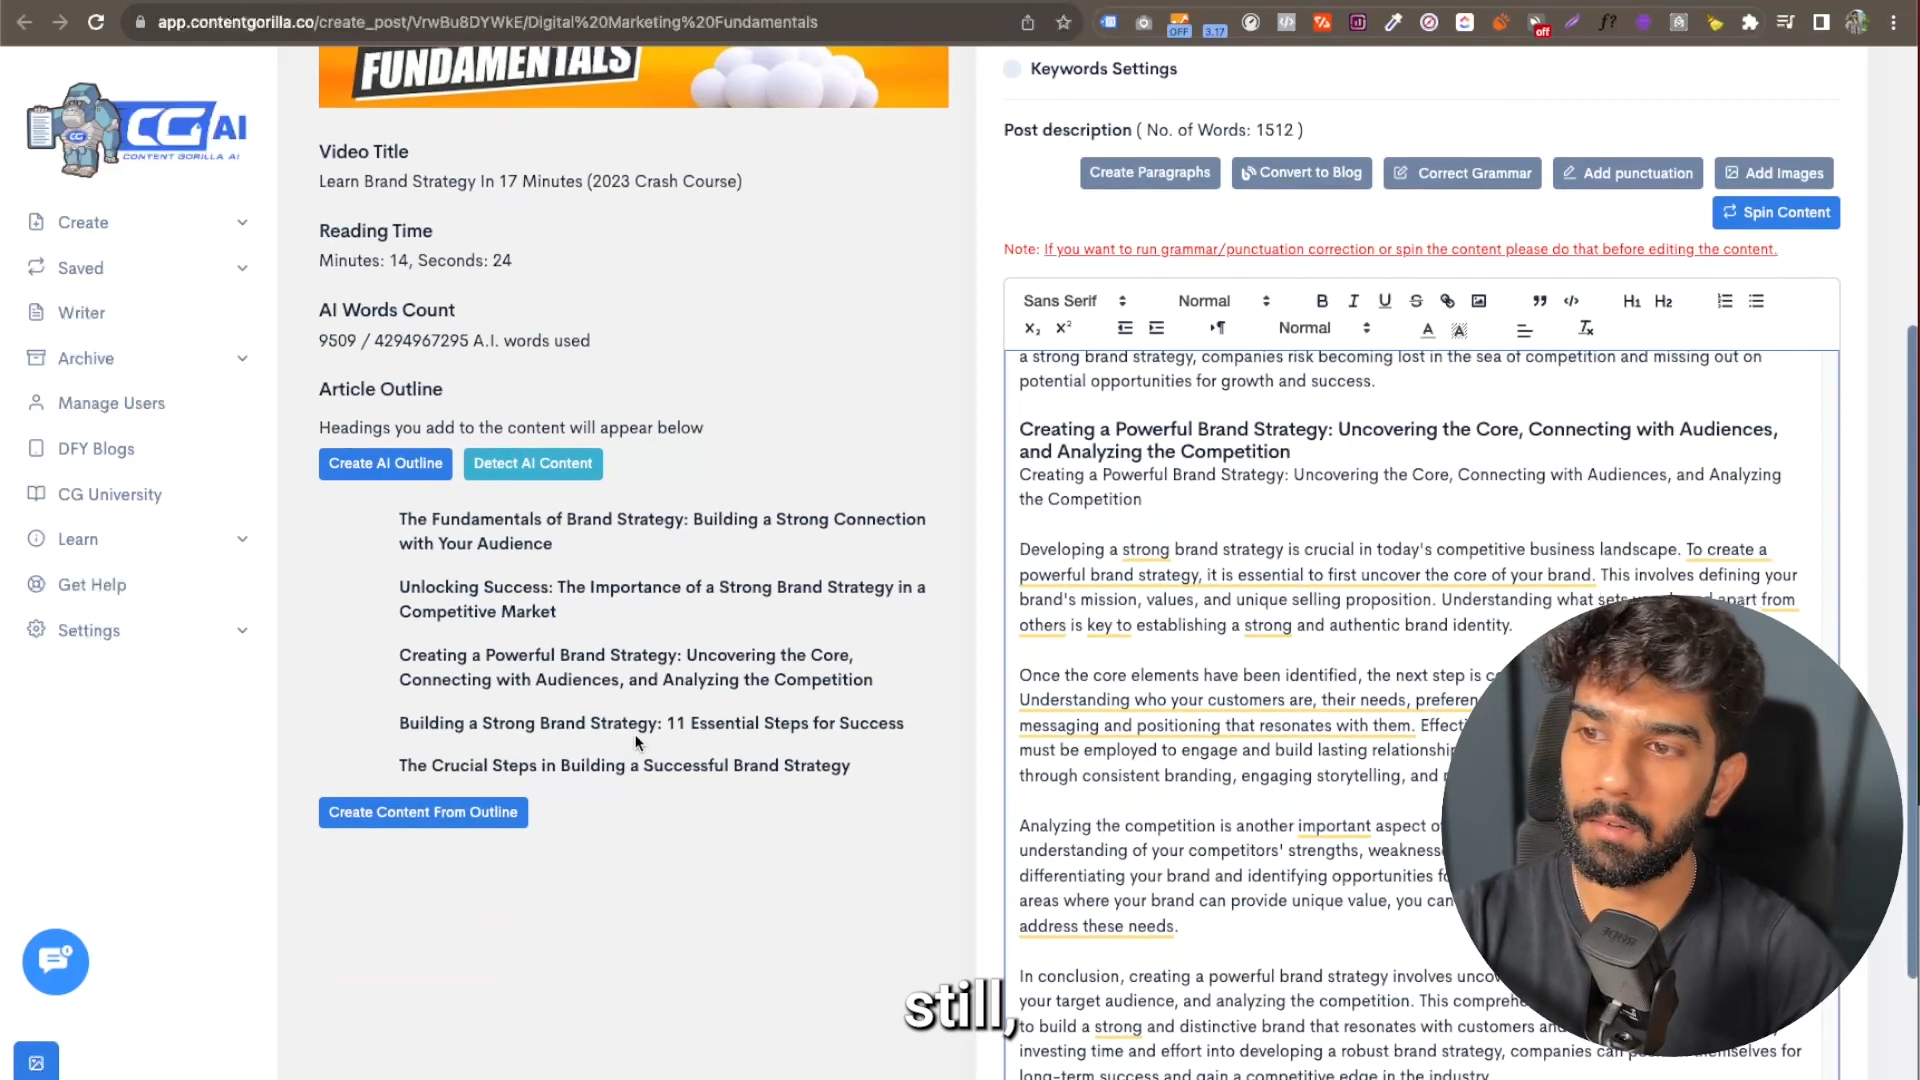 app.contentgorilla.co/create_post/VrwBu8DYWkE/Digital%20Marketing%20Fundamentals
OFF
3.17
f?
off
CG AI
CONTENT GORILLA AI
CG
Create
Saved
Writer
Archive
Manage Users
DFY Blogs
CG University
Learn
Get Help
Settings
FUNDAMENTALS
Video Title
Learn Brand Strategy In 17 Minutes (2023 Crash Course)
Reading Time
Minutes: 14, Seconds: 24
AI Words Count
9509 / 4294967295 A.I. words used
Article Outline
Headings you add to the content will appear below
Create AI Outline
Detect AI Content
The Fundamentals of Brand Strategy: Building a Strong Connection
with Your Audience
Unlocking Success: The Importance of a Strong Brand Strategy in a
Competitive Market
Creating a Powerful Brand Strategy: Uncovering the Core,
Connecting with Audiences, and Analyzing the Competition
Building a Strong Brand Strategy: 11 Essential Steps for Success
The Crucial Steps in Building a Successful Brand Strategy
Create Content From Outline
Keywords Settings
Post description ( No. of Words: 1512 )
Create Paragraphs
Convert to Blog
Correct Grammar
Add punctuation
Add Images
Spin Content
Note: If you want to run grammar/punctuation correction or spin the content please do that before editing the content.
Sans Serif
Normal
B I U S
H1 H2
X2 X2
Normal
A A
Tx
a strong brand strategy, companies risk becoming lost in the sea of competition and missing out on
potential opportunities for growth and success.
Creating a Powerful Brand Strategy: Uncovering the Core, Connecting with Audiences,
and Analyzing the Competition
Creating a Powerful Brand Strategy: Uncovering the Core, Connecting with Audiences, and Analyzing
the Competition
Developing a strong brand strategy is crucial in today's competitive business landscape. To create a
powerful brand strategy, it is essential to first uncover the core of your brand. This involves defining your
brand's mission, values, and unique selling proposition. Understanding what sets apart from
others is key to establishing a strong and authentic brand identity.
Once the core elements have been identified, the next step is
Understanding who your customers are, their needs,
messaging and positioning that resonates with them.
must be employed to engage and build lasting
through consistent branding, engaging storytelling, and
Analyzing the competition is another important aspect
understanding of your competitors' strengths,
differentiating your brand and identifying opportunities
areas where your brand can provide unique value, you can
address these needs.
In conclusion, creating a powerful brand strategy involves
your target audience, and analyzing the competition. This
to build a strong and distinctive brand that resonates with customers
investing time and effort into developing a robust brand strategy, companies can for
long-term success and gain a competitive edge in the industry.
still,
RODE